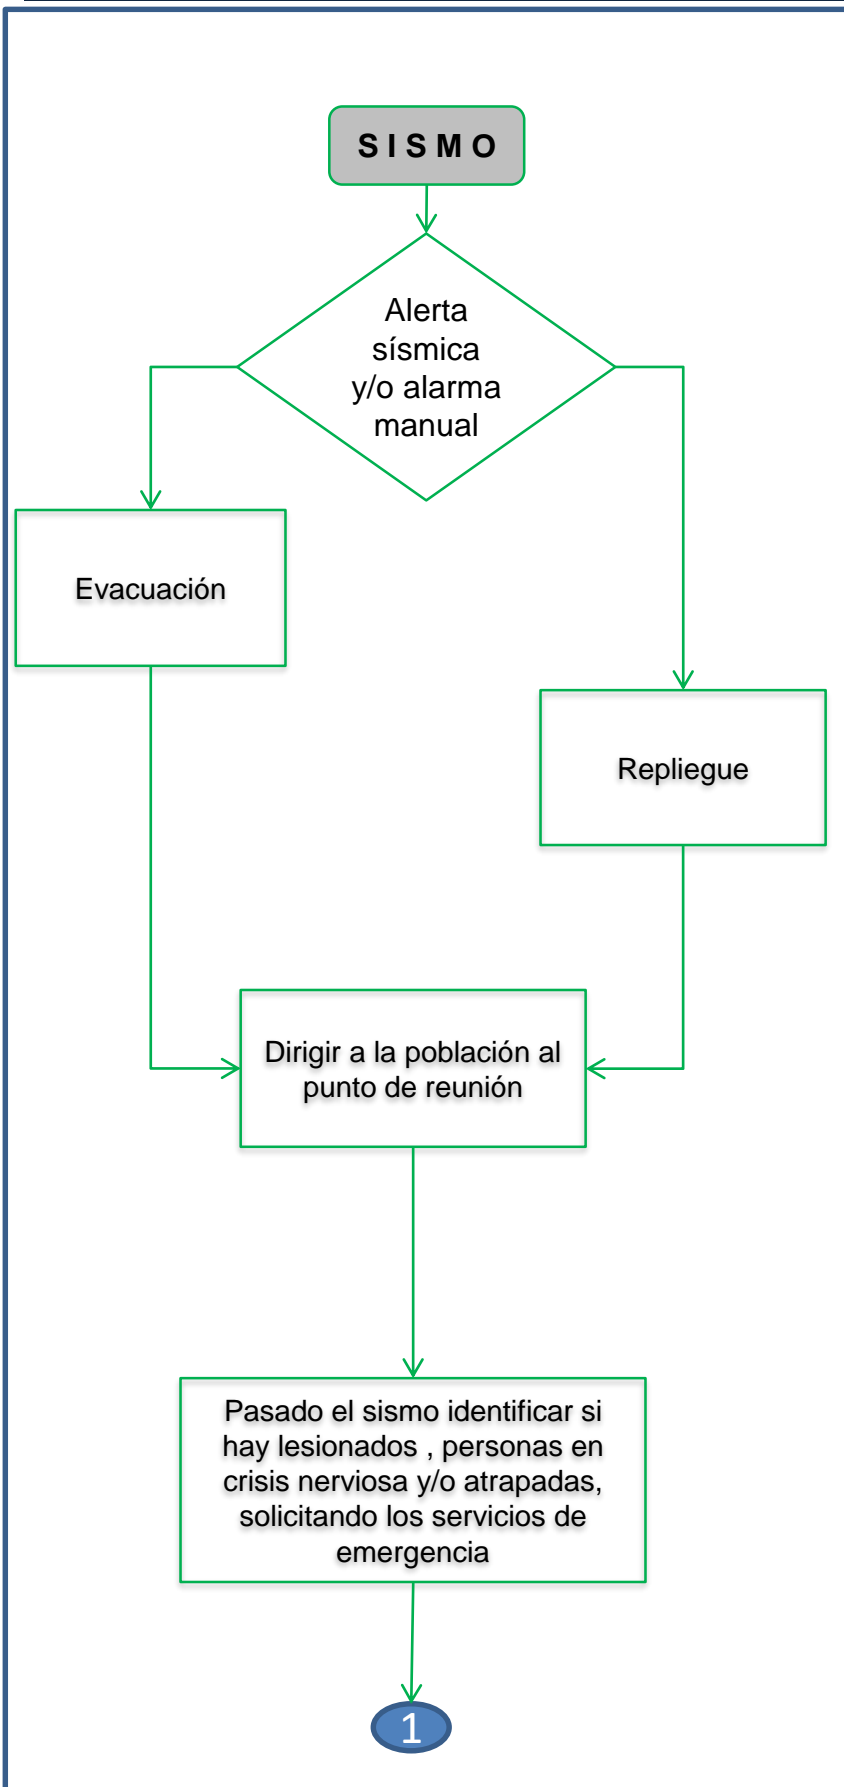 S I S M O
Alerta
sísmica
y/o alarma
manual
Evacuación
Repliegue
Dirigir a la población al
punto de reunión
Pasado el sismo identificar si
hay lesionados , personas en
crisis nerviosa y/o atrapadas,
solicitando los servicios de
emergencia
1